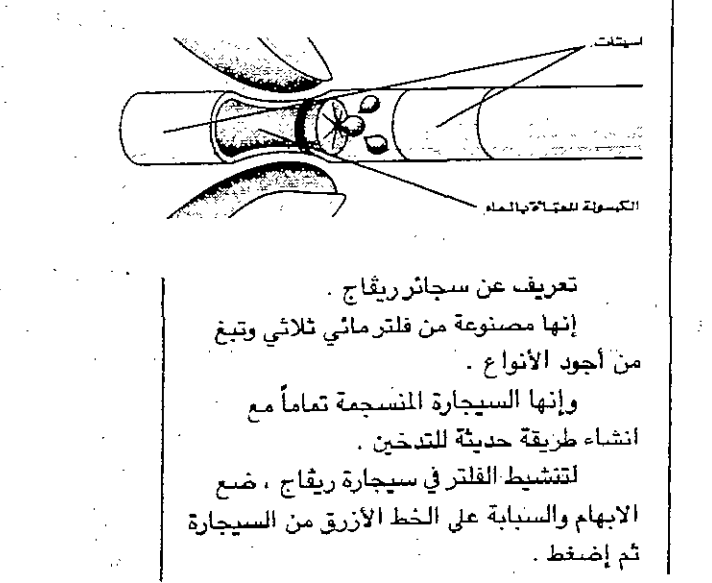 اسيتات
الكبسولة المعبأة بالماء
تعريف عن سجائر ريڤاج .
إنها مصنوعة من فلتر مائي ثلاثي وتبغ
من أجود الأنواع .
وإنها السيجارة المنسجمة تماماً مع
انشاء طريقة حديثة للتدخين .
لتنشيط الفلتر في سيجارة ريڤاج ، ضع
الابهام والسبابة على الخط الأزرق من السيجارة
ثم إضغط .